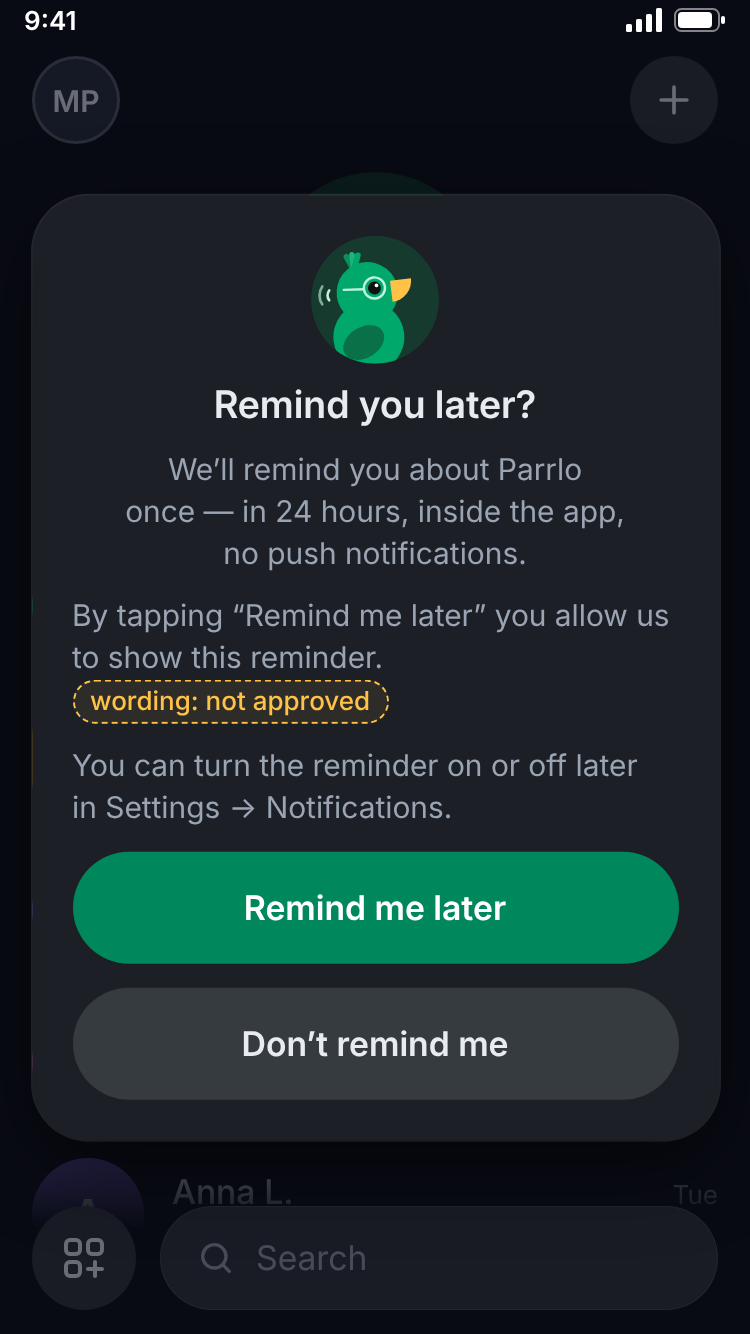 9:41
MP
Remind you later?
We’ll remind you about Parrlo
once — in 24 hours, inside the app,
no push notifications.
By tapping “Remind me later” you allow us
to show this reminder.
wording: not approved
You can turn the reminder on or off later
in Settings → Notifications.
Remind me later
Don’t remind me
Anna L.
Tue
Search